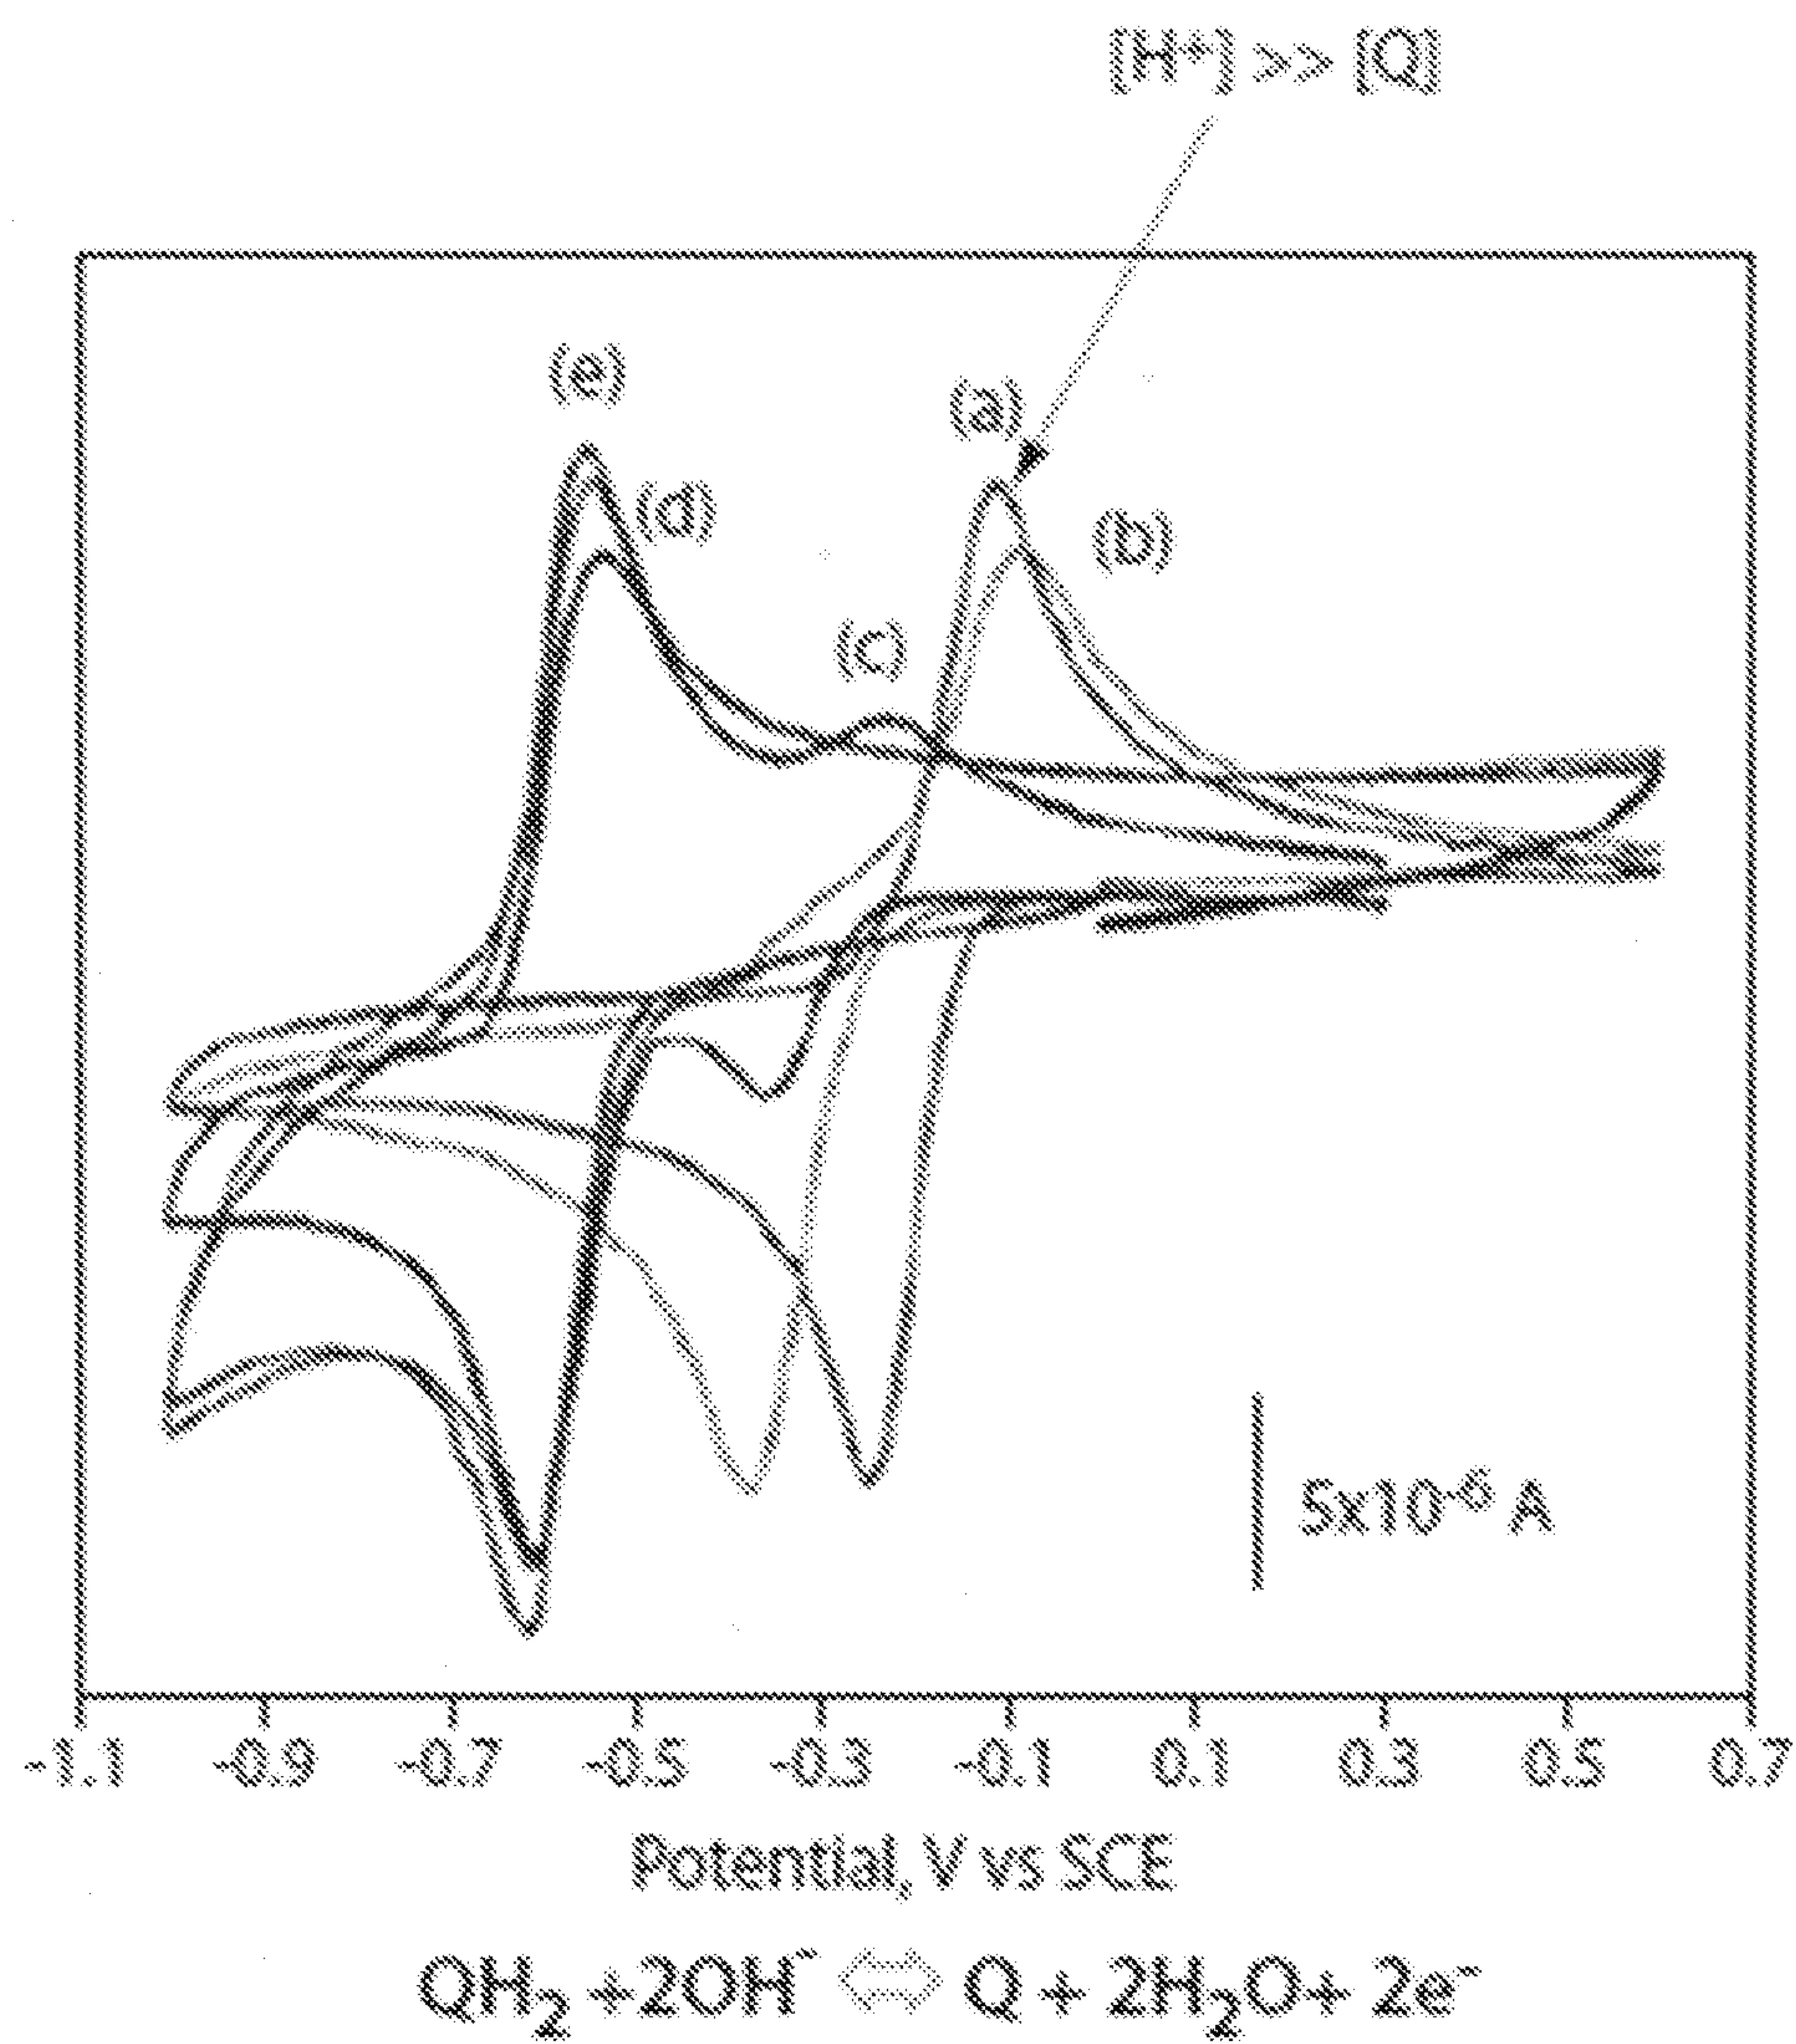 [H+] >> [Q]
(e)
(a)
(d)
(b)
(c)
5x10-6 A
-1.1 -0.9 -0.7 -0.5 -0.3 -0.1 0.1 0.3 0.5 0.7
Potential, V vs SCE
QH2 +2OH- ⇔ Q + 2H2O+ 2e-